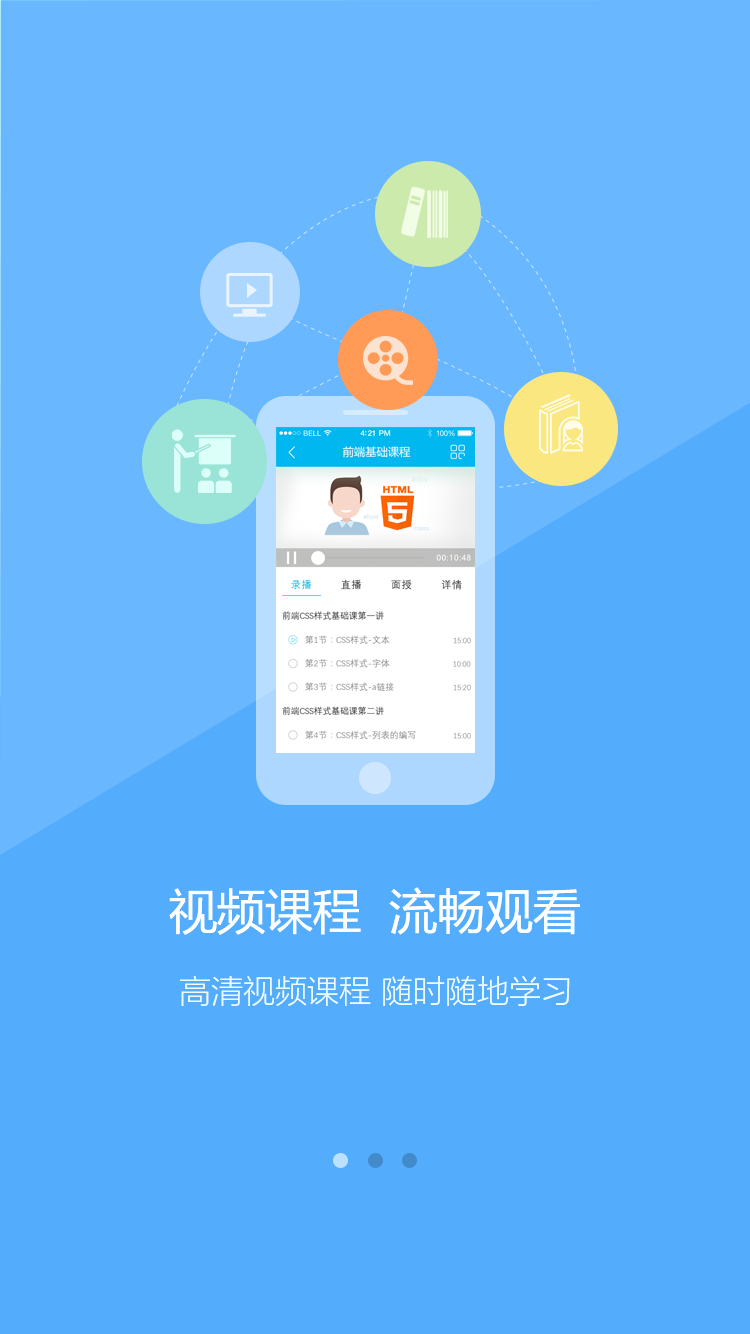 BELL 4:21 PM 100%
前端基础课程
HTML
5
00:10:48
录播 直播 面授 详情
前端CSS样式基础课第一讲
第1节：CSS样式-文本 15:00
第2节：CSS样式-字体 10:00
第3节：CSS样式-a链接 15:20
前端CSS样式基础课第二讲
第4节：CSS样式-列表的编写 15:00
视频课程 流畅观看
高清视频课程 随时随地学习